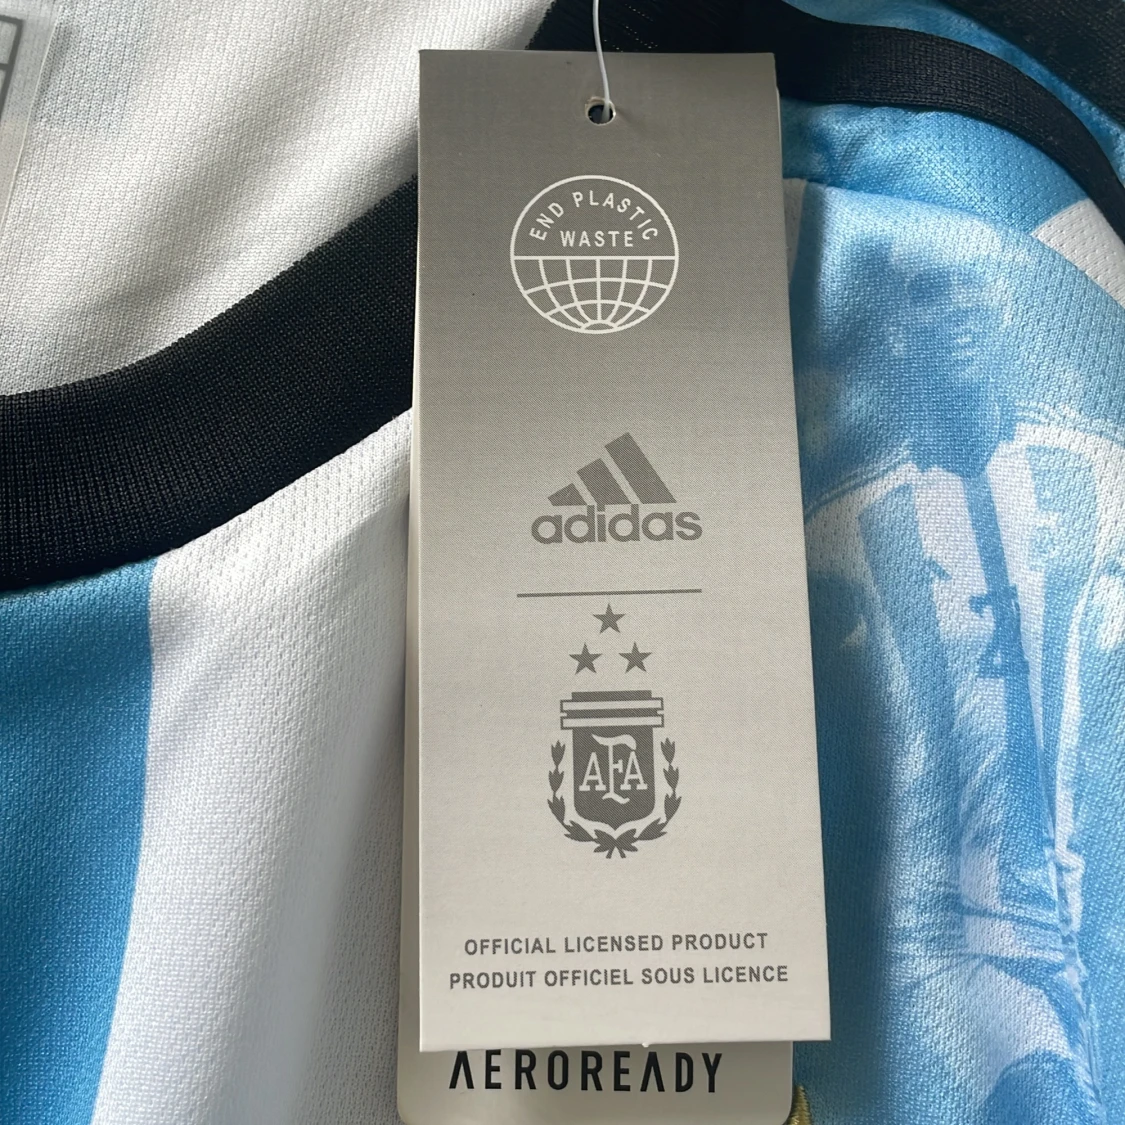 END PLASTIC
WASTE
adidas
AFA
OFFICIAL LICENSED PRODUCT
PRODUIT OFFICIEL SOUS LICENCE
AEROREADY